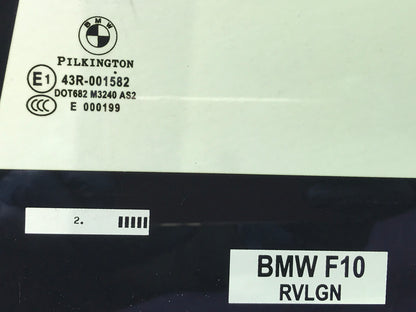 BMW
PILKINGTON
E1 43R-001582
DOT682 M3240 AS2
CCC E 000199
2.
BMW F10
RVLGN